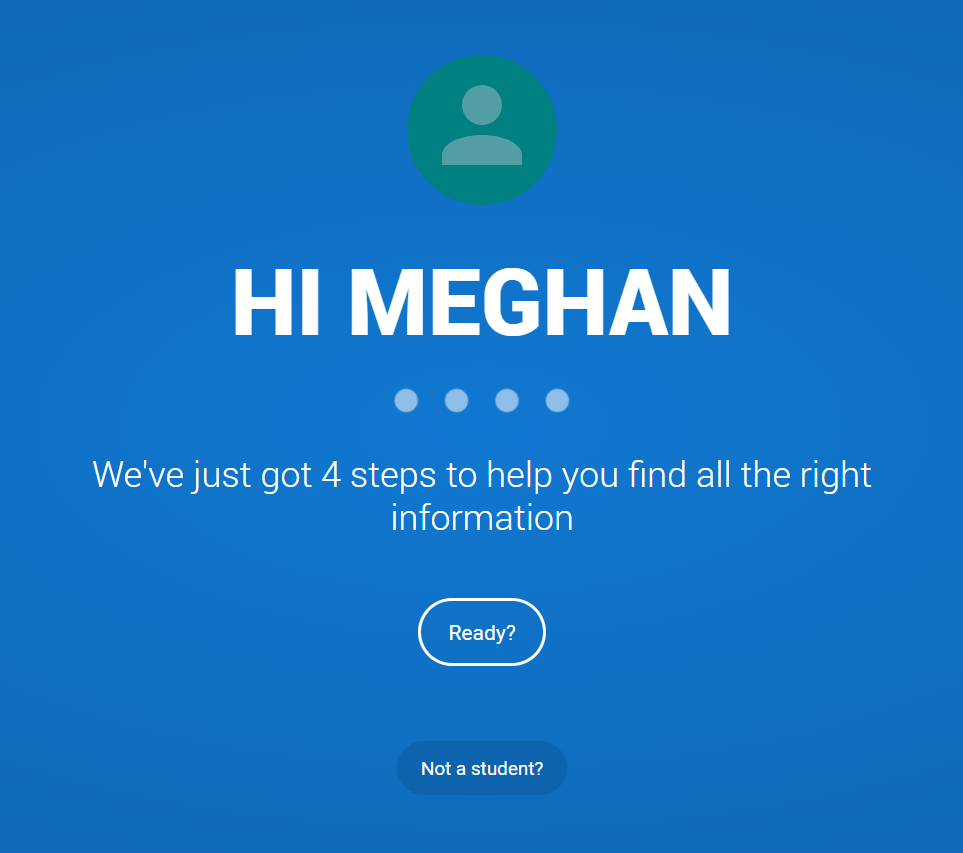 HI MEGHAN
We've just got 4 steps to help you find all the right
information
Ready?
Not a student?